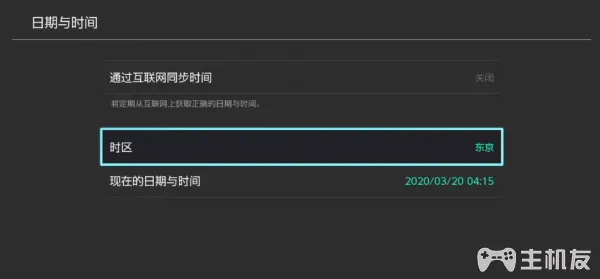 日期与时间
通过互联网同步时间 关闭
将定期从互联网上获取正确的日期与时间。
时区 东京
现在的日期与时间 2020/03/20 04:15
主机友